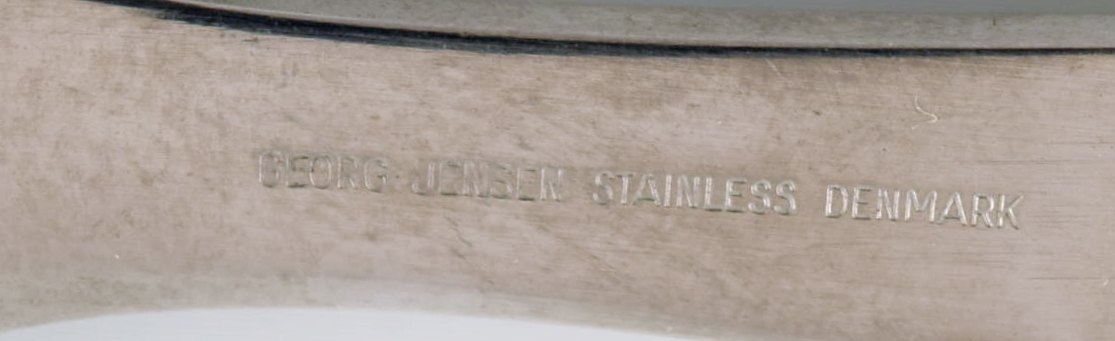 GEORG JENSEN STAINLESS DENMARK